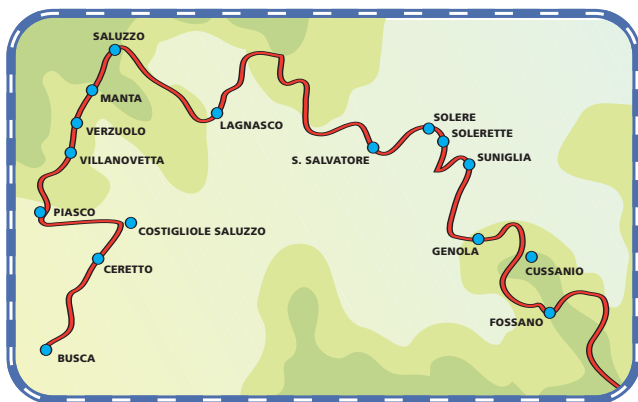 SALUZZO
MANTA
VERZUOLO
VILLANOVETTA
PIASCO
COSTIGLIOLE SALUZZO
CERETTO
BUSCA
LAGNASCO
S. SALVATORE
SOLERE
SOLERETTE
SUNIGLIA
GENOLA
CUSSANIO
FOSSANO